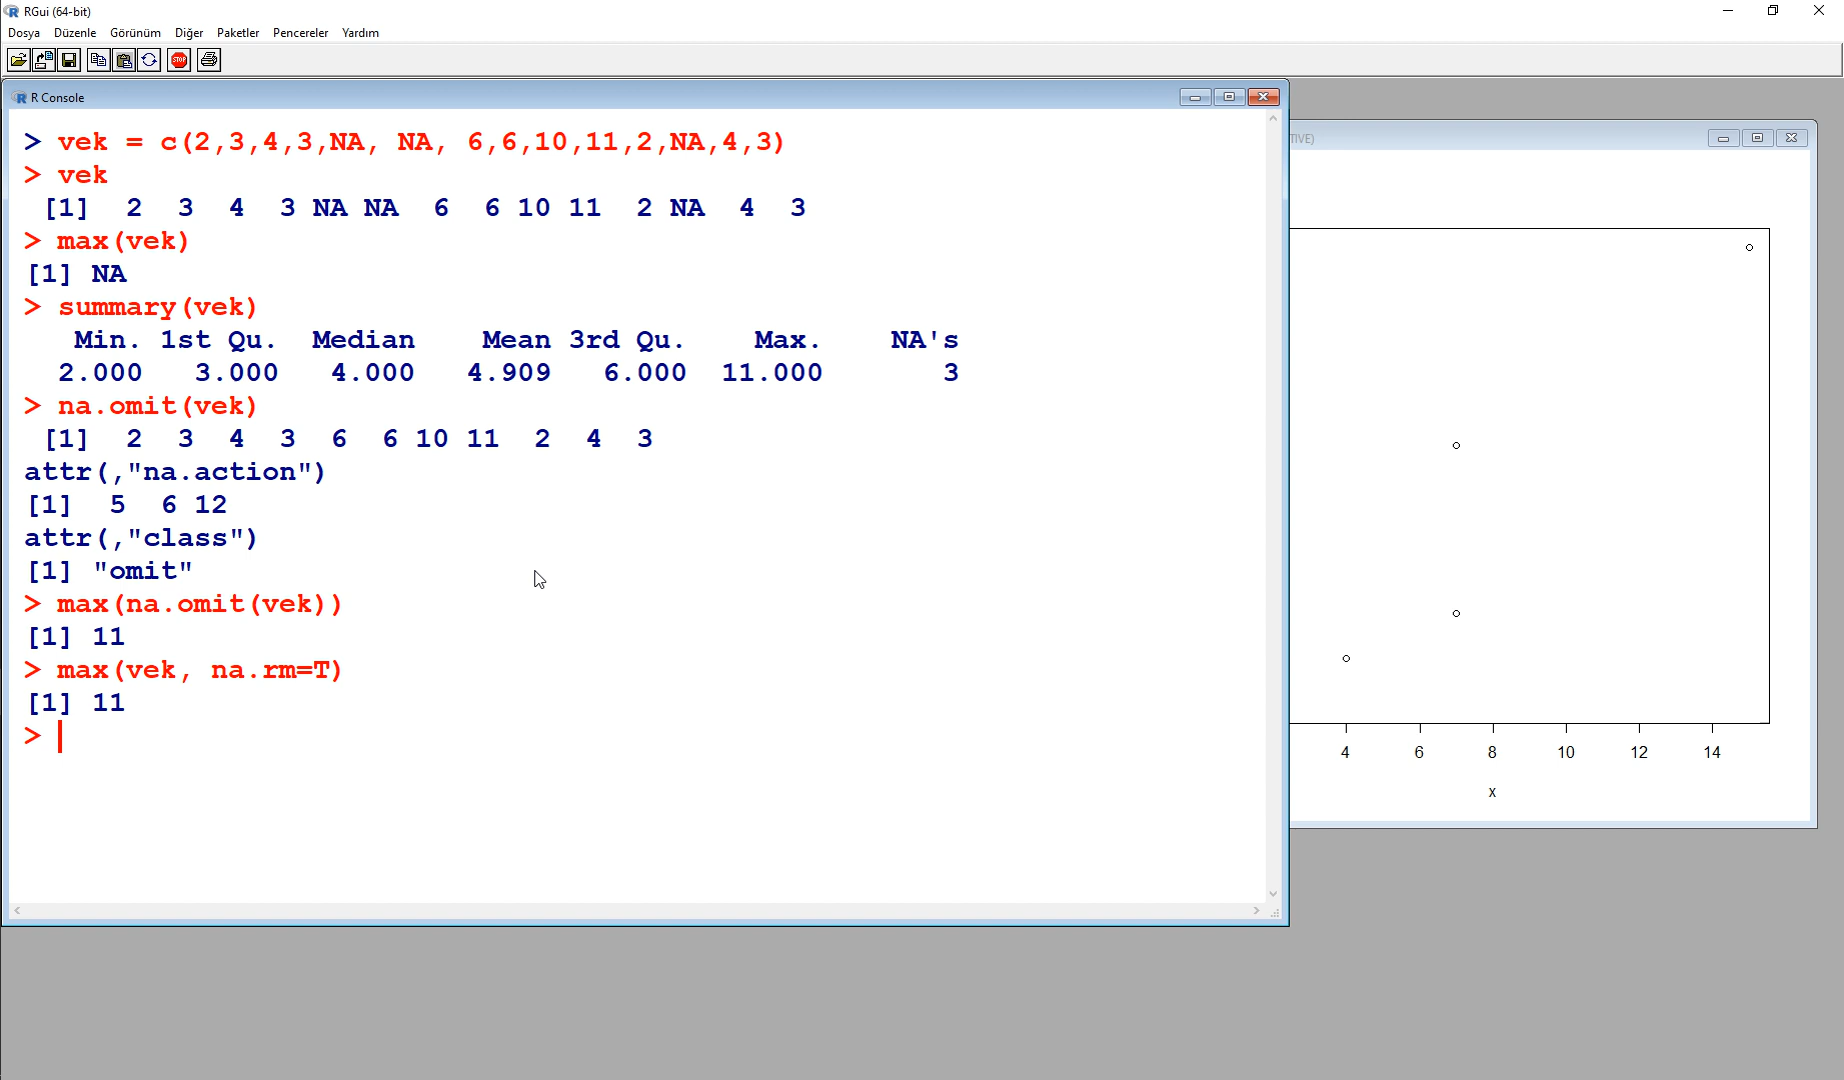 RGui (64-bit)
Dosya Düzenle Görünüm Diğer Paketler Pencereler Yardım
STOP
R Console
> vek = c(2,3,4,3,NA, NA, 6,6,10,11,2,NA,4,3)
> vek
[1] 2 3 4 3 NA NA 6 6 10 11 2 NA 4 3
> max(vek)
[1] NA
> summary(vek)
Min. 1st Qu. Median Mean 3rd Qu. Max. NA's
2.000 3.000 4.000 4.909 6.000 11.000 3
> na.omit(vek)
[1] 2 3 4 3 6 6 10 11 2 4 3
attr(,"na.action")
[1] 5 6 12
attr(,"class")
[1] "omit"
> max(na.omit(vek))
[1] 11
> max(vek, na.rm=T)
[1] 11
>
TIVE)
4 6 8 10 12 14
x